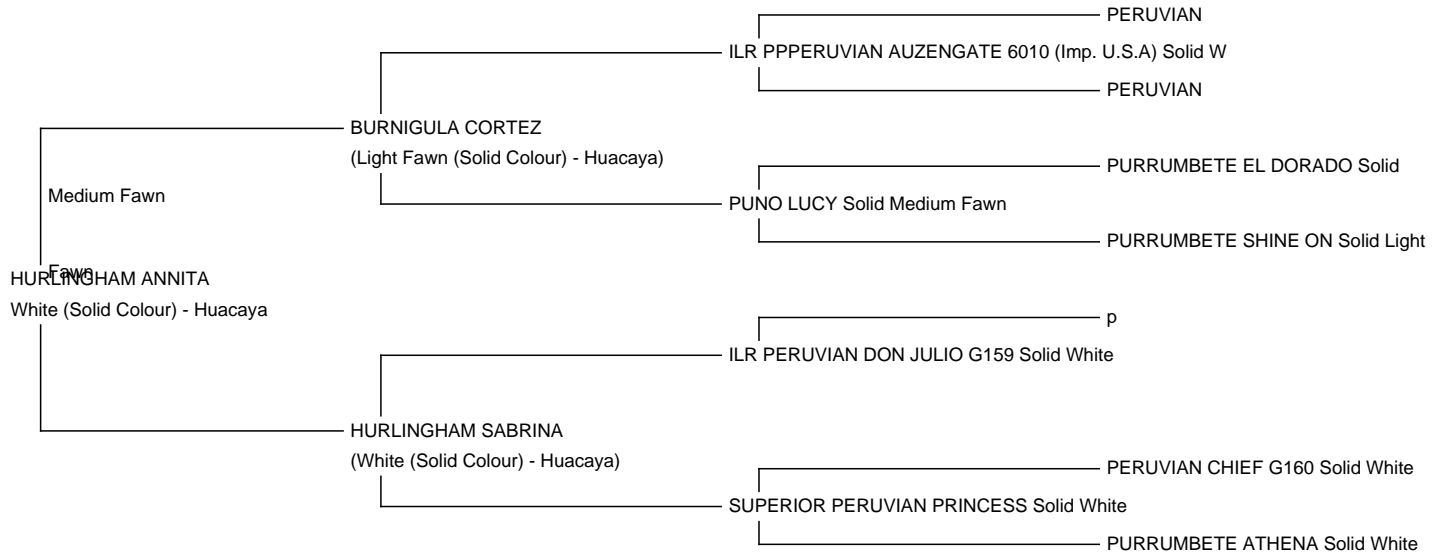 PERUVIAN
ILR PPPERUVIAN AUZENGATE 6010 (Imp. U.S.A) Solid W
PERUVIAN
BURNIGULA CORTEZ
(Light Fawn (Solid Colour) - Huacaya)
PURRUMBETE EL DORADO Solid
Medium Fawn
PUNO LUCY Solid Medium Fawn
PURRUMBETE SHINE ON Solid Light
Fawn
HURLINGHAM ANNITA
White (Solid Colour) - Huacaya
p
ILR PERUVIAN DON JULIO G159 Solid White
HURLINGHAM SABRINA
(White (Solid Colour) - Huacaya)
PERUVIAN CHIEF G160 Solid White
SUPERIOR PERUVIAN PRINCESS Solid White
PURRUMBETE ATHENA Solid White